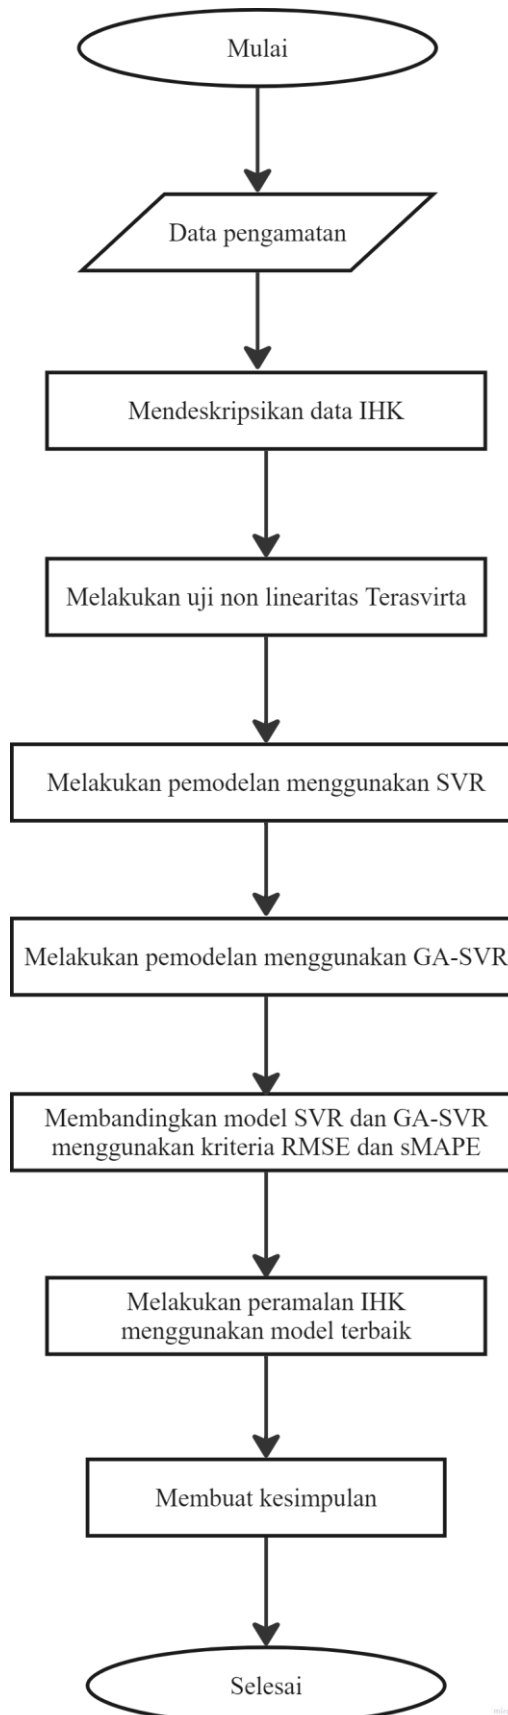 Mulai
Data pengamatan
Mendeskripsikan data IHK
Melakukan uji non linearitas Terasvirta
Melakukan pemodelan menggunakan SVR
Melakukan pemodelan menggunakan GA-SVR
Membandingkan model SVR dan GA-SVR
menggunakan kriteria RMSE dan sMAPE
Melakukan peramalan IHK
menggunakan model terbaik
Membuat kesimpulan
Selesai